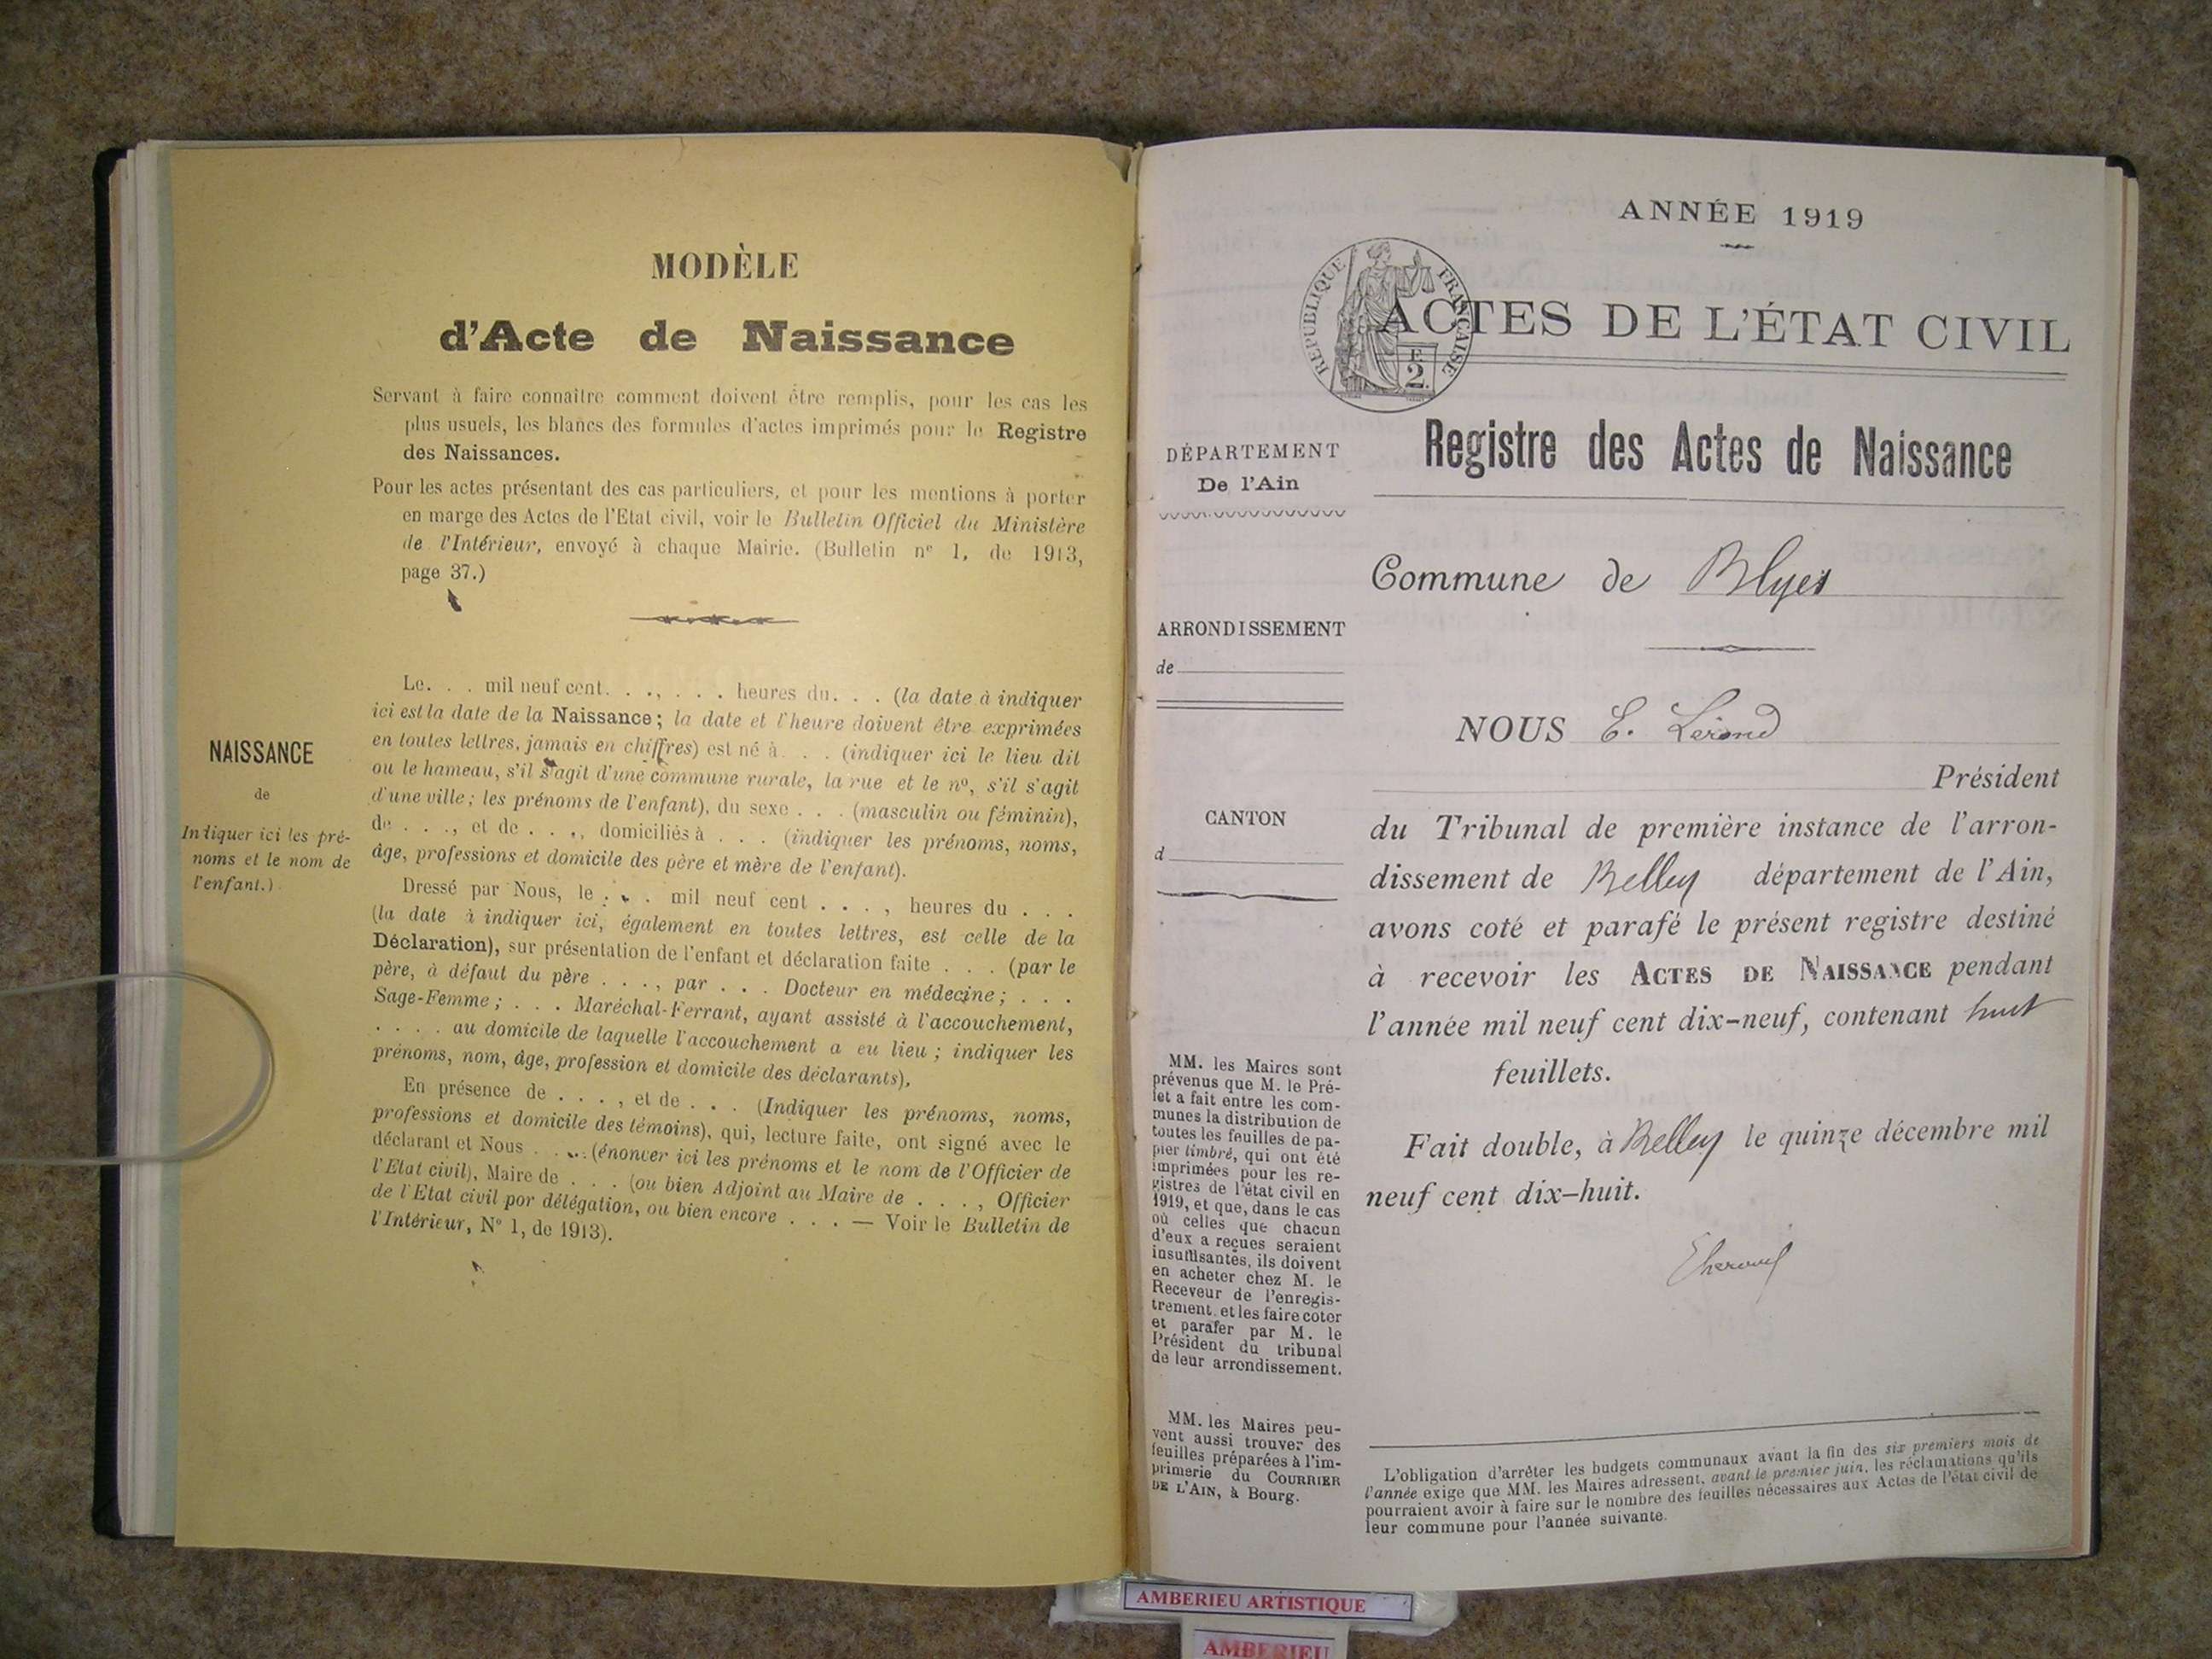 MODÈLE
d'Acte de Naissance
Servant à faire connaître comment doivent être remplis, pour les cas les
plus usuels, les blancs des formules d'actes imprimés pour le Registre
des Naissances.
Pour les actes présentant des cas particuliers, et pour les mentions à porter
en marge des Actes de l'Etat civil, voir le Bulletin Officiel du Ministère
de l'Intérieur, envoyé à chaque Mairie. (Bulletin nº 1, de 1913,
page 37.)
NAISSANCE
de
Indiquer ici les pré-
noms et le nom de
l'enfant.)
Le. . . mil neuf cent. . ., . . . heures du. . . (la date à indiquer
ici est la date de la Naissance; la date et l'heure doivent être exprimées
en toutes lettres, jamais en chiffres) est né à. . . (indiquer ici le lieu dit
ou le hameau, s'il s'agit d'une commune rurale, la rue et le nº, s'il s'agit
d'une ville; les prénoms de l'enfant), du sexe . . . (masculin ou féminin),
de . . ., et de . . ., domiciliés à . . . (indiquer les prénoms, noms,
âge, professions et domicile des père et mère de l'enfant).
Dressé par Nous, le . . . mil neuf cent . . . , heures du . . .
(la date à indiquer ici, également en toutes lettres, est celle de la
Déclaration), sur présentation de l'enfant et déclaration faite . . . (par le
père, à défaut du père . . ., par . . . Docteur en médecine; . . .
Sage-Femme; . . . Maréchal-Ferrant, ayant assisté à l'accouchement,
. . . . au domicile de laquelle l'accouchement a eu lieu; indiquer les
prénoms, nom, âge, profession et domicile des déclarants),
En présence de . . . , et de . . . (Indiquer les prénoms, noms,
professions et domicile des témoins), qui, lecture faite, ont signé avec le
déclarant et Nous . . . (énoncer ici les prénoms et le nom de l'Officier de
l'Etat civil), Maire de . . . (ou bien Adjoint au Maire de . . . , Officier
de l'Etat civil par délégation, ou bien encore . . . — Voir le Bulletin de
l'Intérieur, Nº 1, de 1913).
ANNÉE 1919
RÉPUBLIQUE FRANÇAISE
F.
2.
ACTES DE L'ÉTAT CIVIL
Registre des Actes de Naissance
DÉPARTEMENT
De l'Ain
Commune de Blyes
ARRONDISSEMENT
de
NOUS E.
Président
CANTON
d
du Tribunal de première instance de l'arron-
dissement de Belley département de l'Ain,
avons coté et parafé le présent registre destiné
à recevoir les ACTES DE NAISSANCE pendant
l'année mil neuf cent dix-neuf, contenant huit
feuillets.
Fait double, à Belley le quinze décembre mil
neuf cent dix-huit.
MM. les Maires sont
prévenus que M. le Pré-
fet a fait entre les com-
munes la distribution de
toutes les feuilles de pa-
pier timbré, qui ont été
imprimées pour les re-
gistres de l'état civil en
1919, et que, dans le cas
où celles que chacun
d'eux a reçues seraient
insuffisantes, ils doivent
en acheter chez M. le
Receveur de l'enregis-
trement, et les faire coter
et parafer par M. le
Président du tribunal
de leur arrondissement.
MM. les Maires peu-
vent aussi trouver des
feuilles préparées à l'im-
primerie du COURRIER
DE L'AIN, à Bourg.
L'obligation d'arrêter les budgets communaux avant la fin des six premiers mois de
l'année exige que MM. les Maires adressent, avant le premier juin, les réclamations qu'ils
pourraient avoir à faire sur le nombre des feuilles nécessaires aux Actes de l'état civil de
leur commune pour l'année suivante.
AMBERIEU ARTISTIQUE
AMBERIEU